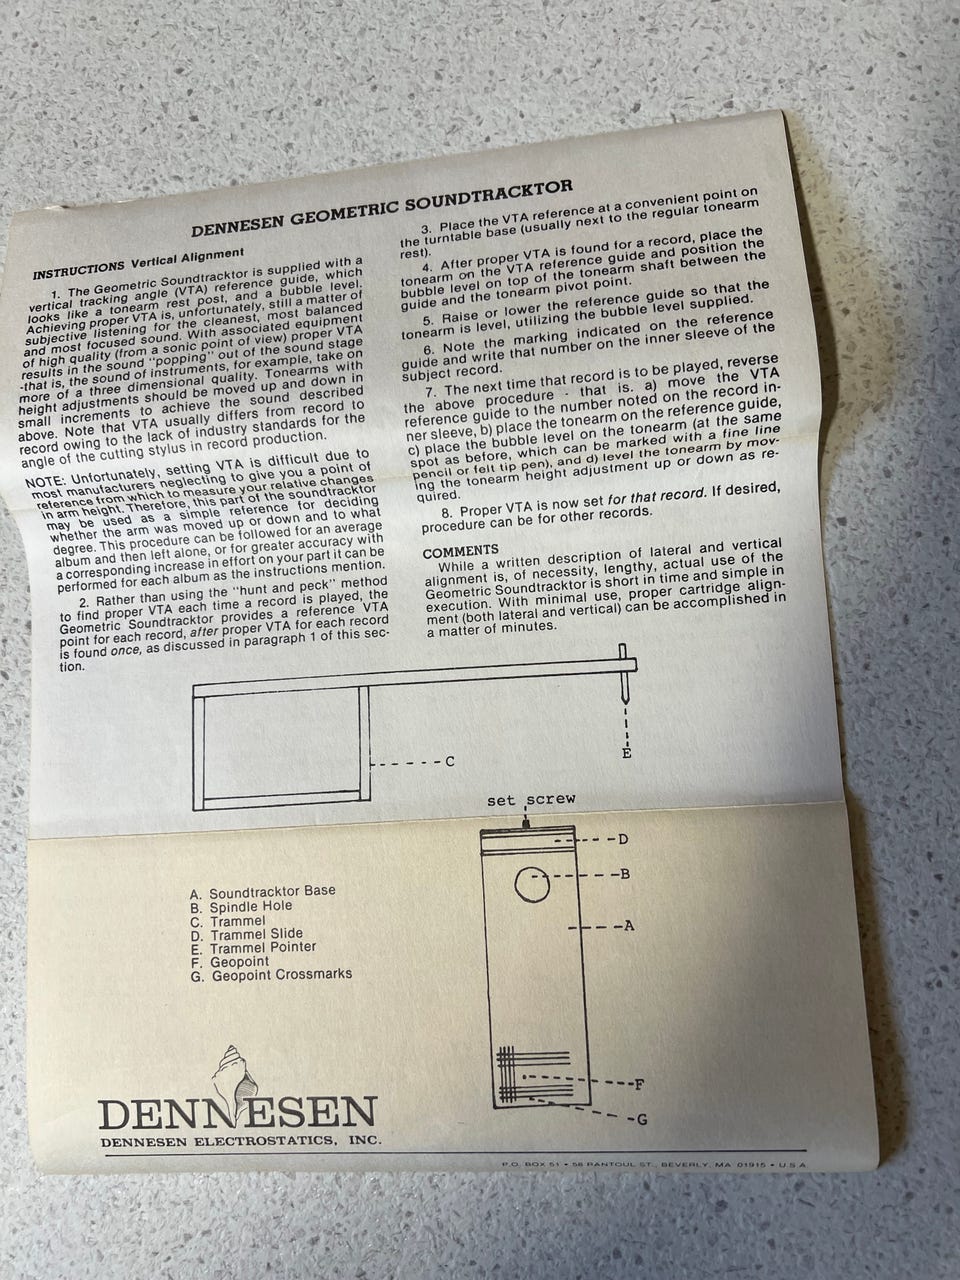 DENNESEN GEOMETRIC SOUNDTRACKTOR
INSTRUCTIONS Vertical Alignment
1. The Geometric Soundtracktor is supplied with a
vertical tracking angle (VTA) reference guide, which
looks like a tonearm rest post, and a bubble level.
Achieving proper VTA is, unfortunately, still a matter of
subjective listening for the cleanest, most balanced
and most focused sound. With associated equipment
of high quality (from a sonic point of view) proper VTA
results in the sound "popping" out of the sound stage
-that is, the sound of instruments, for example, take on
more of a three dimensional quality. Tonearms with
height adjustments should be moved up and down in
small increments to achieve the sound described
above. Note that VTA usually differs from record to
record owing to the lack of industry standards for the
angle of the cutting stylus in record production.
NOTE: Unfortunately, setting VTA is difficult due to
most manufacturers neglecting to give you a point of
reference from which to measure your relative changes
in arm height. Therefore, this part of the soundtracktor
may be used as a simple reference for deciding
whether the arm was moved up or down and to what
degree. This procedure can be followed for an average
album and then left alone, or for greater accuracy with
a corresponding increase in effort on your part it can be
performed for each album as the instructions mention.
2. Rather than using the "hunt and peck" method
to find proper VTA each time a record is played, the
Geometric Soundtracktor provides a reference VTA
point for each record, after proper VTA for each record
is found once, as discussed in paragraph 1 of this sec-
tion.
3. Place the VTA reference at a convenient point on
the turntable base (usually next to the regular tonearm
rest).
4. After proper VTA is found for a record, place the
tonearm on the VTA reference guide and position the
bubble level on top of the tonearm shaft between the
guide and the tonearm pivot point.
5. Raise or lower the reference guide so that the
tonearm is level, utilizing the bubble level supplied.
6. Note the marking indicated on the reference
guide and write that number on the inner sleeve of the
subject record.
7. The next time that record is to be played, reverse
the above procedure - that is. a) move the VTA
reference guide to the number noted on the record in-
ner sleeve, b) place the tonearm on the reference guide,
c) place the bubble level on the tonearm (at the same
spot as before, which can be marked with a fine line
pencil or felt tip pen), and d) level the tonearm by mov-
ing the tonearm height adjustment up or down as re-
quired.
8. Proper VTA is now set for that record. If desired,
procedure can be for other records.
COMMENTS
While a written description of lateral and vertical
alignment is, of necessity, lengthy, actual use of the
Geometric Soundtracktor is short in time and simple in
execution. With minimal use, proper cartridge align-
ment (both lateral and vertical) can be accomplished in
a matter of minutes.
C
E
set screw
D
B
A
F
G
A. Soundtracktor Base
B. Spindle Hole
C. Trammel
D. Trammel Slide
E. Trammel Pointer
F. Geopoint
G. Geopoint Crossmarks
DENNESEN
DENNESEN ELECTROSTATICS, INC.
P.O. BOX 51 • 58 RANTOUL ST., BEVERLY, MA 01915 • U.S.A.